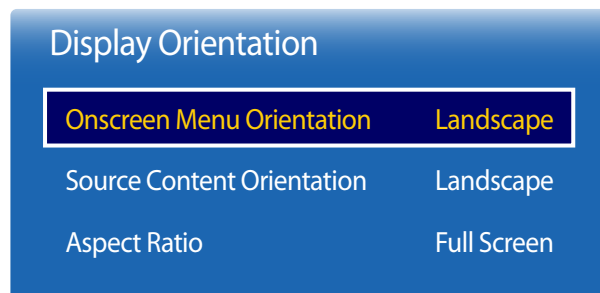 Display Orientation
Onscreen Menu Orientation Landscape
Source Content Orientation Landscape
Aspect Ratio Full Screen